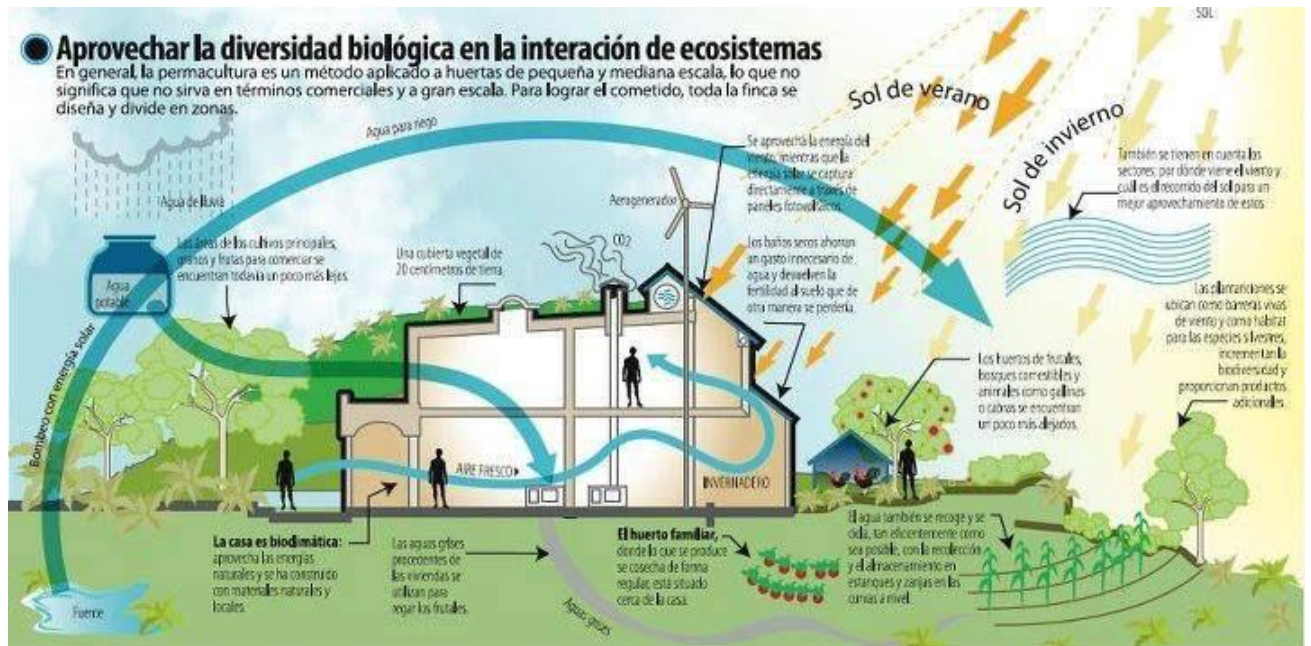 Aprovechar la diversidad biológica en la interación de ecosistemas
En general, la permacultura es un método aplicado a huertas de pequeña y mediana escala, lo que no
significa que no sirva en términos comerciales y a gran escala. Para lograr el cometido, toda la finca se
diseña y divide en zonas.
SOL
Sol de verano
Sol de invierno
Agua para riego
Agua de lluvia
Agua
potable
Bombeo con energía solar
Fuente
Las áreas de los cultivos principales,
granos y frutas para comerciar se
encuentran todavía un poco más lejos.
Una cubierta vegetal de
20 centímetros de tierra.
CO2
Aerogenerador
Se aprovecha la energía del
viento, mientras que la
energía solar se captura
directamente a través de
paneles fotovoltaicos.
Los baños secos ahorran
un gasto innecesario de
agua y devuelven la
fertilidad al suelo que de
otra manera se perdería.
También se tienen en cuenta los
sectores: por dónde viene el viento y
cuál es el recorrido del sol para un
mejor aprovechamiento de estos.
Las plantanciones se
ubican como barreras vivas
de viento y como hábitat
para las especies silvestres,
incrementan la
biodiversidad y
proporcionan productos
adicionales.
Los huertos de frutales,
bosques comestibles y
animales como gallinas
o cabras se encuentran
un poco más alejados.
AIRE FRESCO
INVERNADERO
La casa es bioclimática:
aprovecha las energías
naturales y se ha construido
con materiales naturales y
locales.
Las aguas grises
procedentes de
las viviendas se
utilizan para
regar los frutales.
Aguas grises
El huerto familiar,
donde lo que se produce
se cosecha de forma
regular, está situado
cerca de la casa.
El agua también se recoge y se
cicla, tan eficientemente como
sea posible, con la recolección
y el almacenamiento en
estanques y zanjas en las
curvas a nivel.